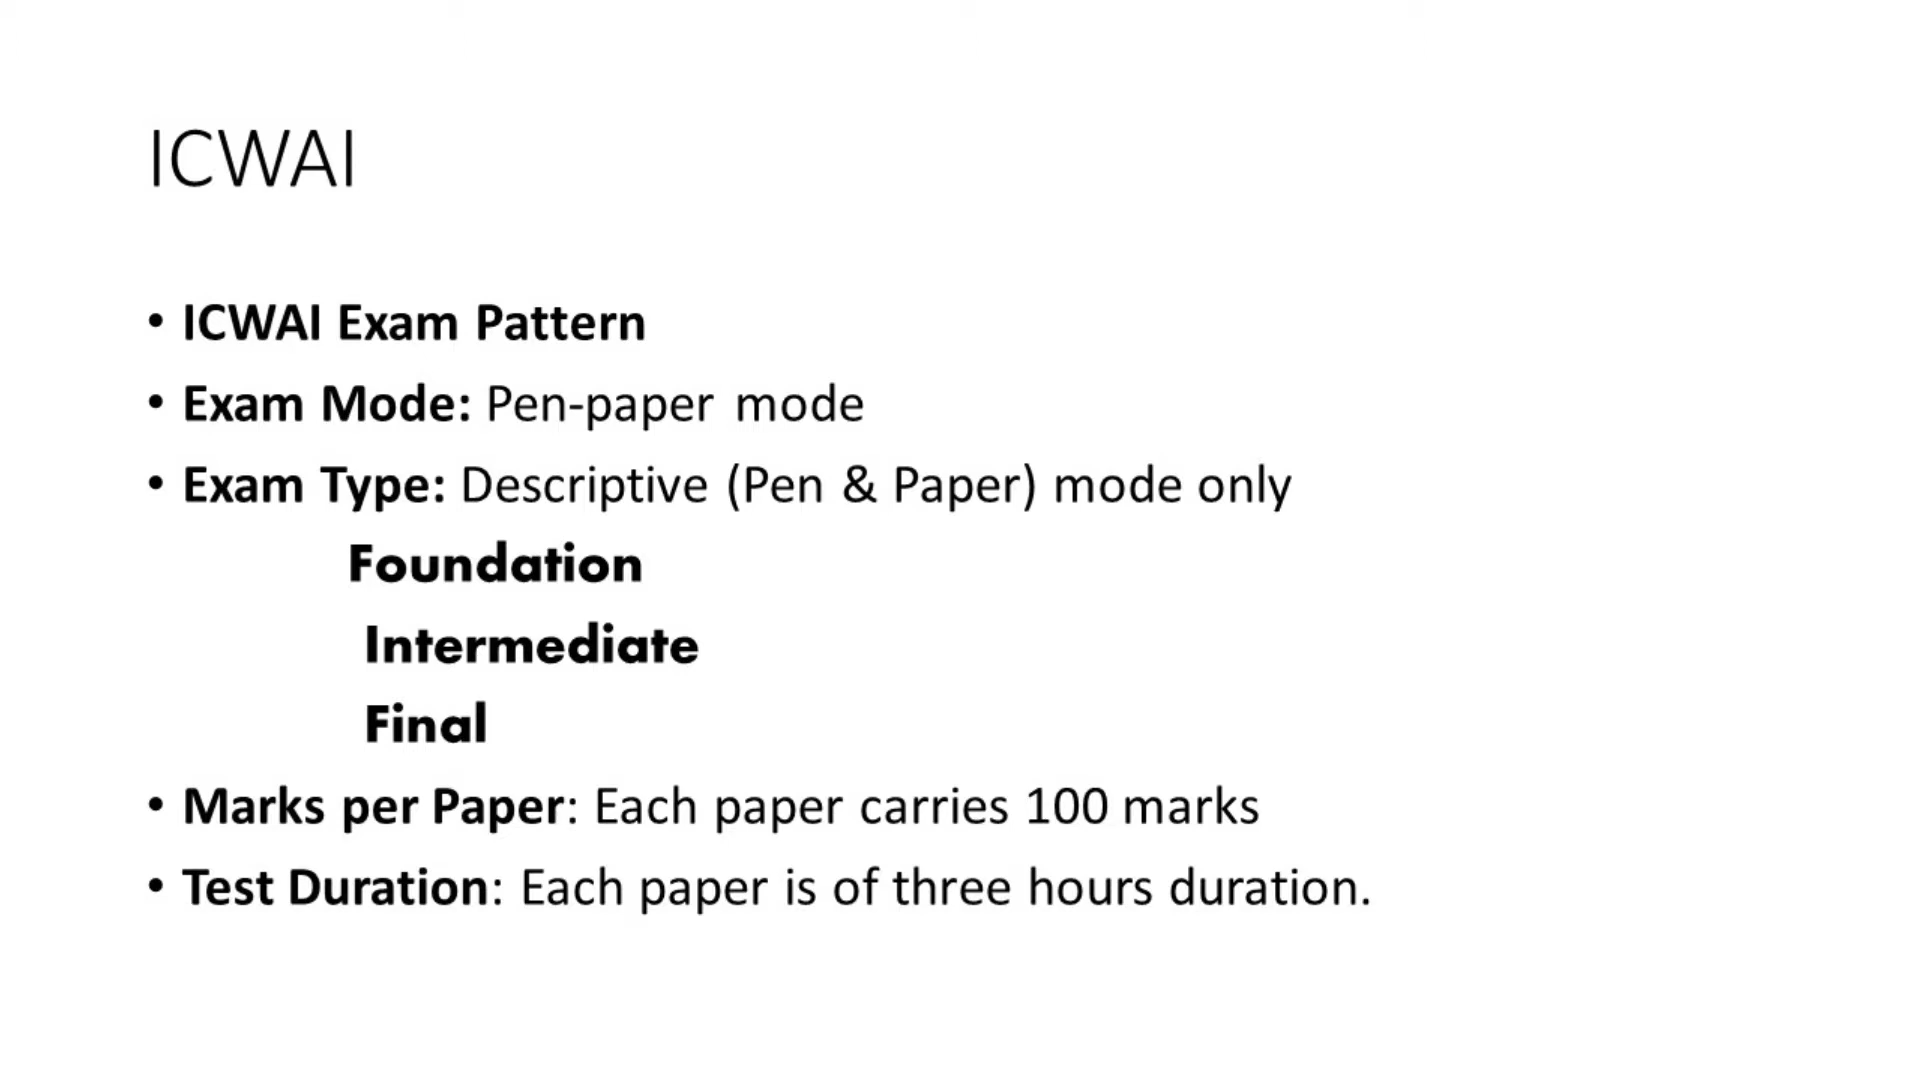 ICWAI
• ICWAI Exam Pattern
• Exam Mode: Pen-paper mode
• Exam Type: Descriptive (Pen & Paper) mode only
Foundation
Intermediate
Final
• Marks per Paper: Each paper carries 100 marks
• Test Duration: Each paper is of three hours duration.